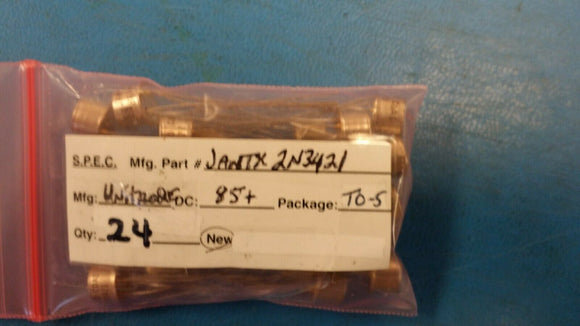 S.P.E.C. Mfg. Part # JANTX 2N3421
Mfg: Unitrode DC: 85+ Package: TO-5
Qty: 24 New